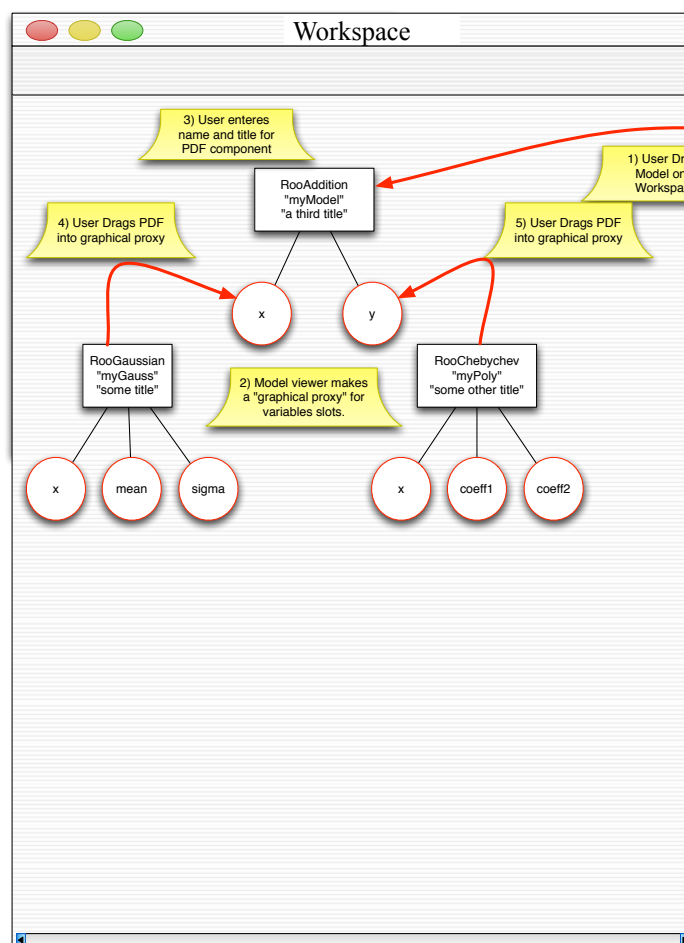 Workspace
3) User enteres
name and title for
PDF component
1) User Dr
Model on
Workspa
RooAddition
"myModel"
"a third title"
4) User Drags PDF
into graphical proxy
5) User Drags PDF
into graphical proxy
x
y
RooGaussian
"myGauss"
"some title"
2) Model viewer makes
a "graphical proxy" for
variables slots.
RooChebychev
"myPoly"
"some other title"
x
mean
sigma
x
coeff1
coeff2